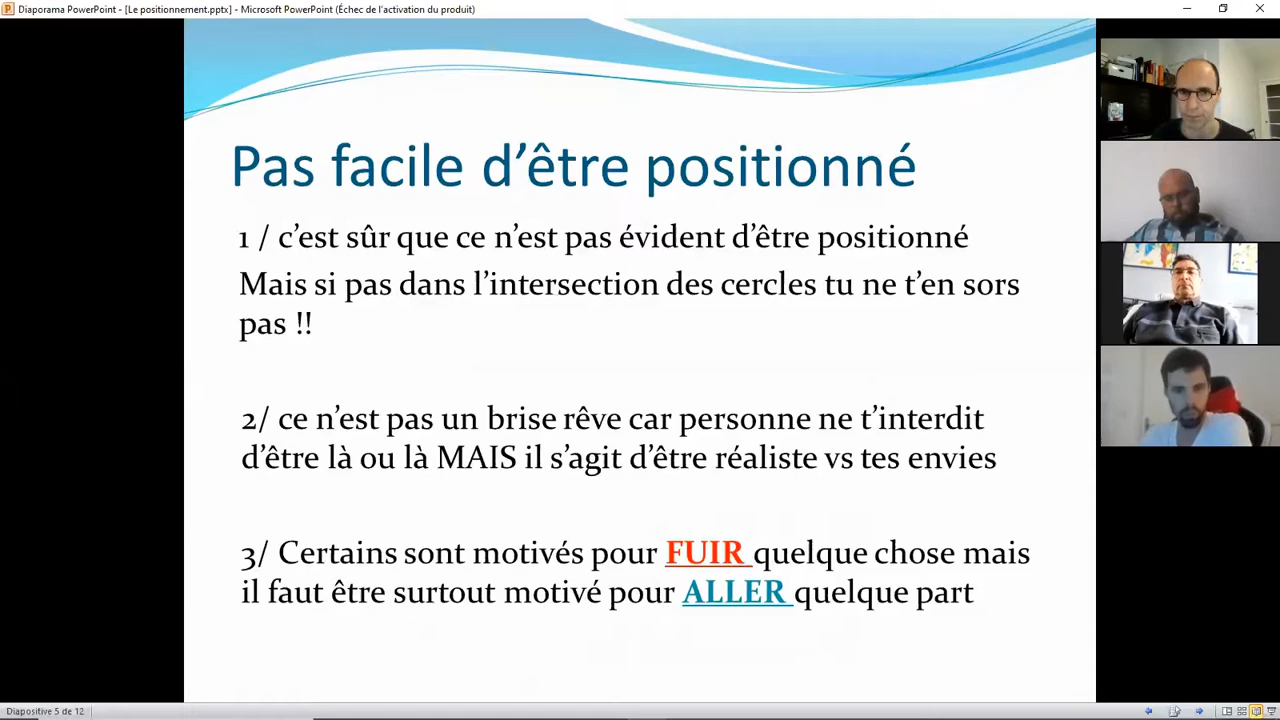 Diaporama PowerPoint - [Le positionnement.pptx] - Microsoft PowerPoint (Échec de l'activation du produit)
Pas facile d’être positionné
1 / c’est sûr que ce n’est pas évident d’être positionné
Mais si pas dans l’intersection des cercles tu ne t’en sors
pas !!
2/ ce n’est pas un brise rêve car personne ne t’interdit
d’être là ou là MAIS il s’agit d’être réaliste vs tes envies
3/ Certains sont motivés pour FUIR quelque chose mais
il faut être surtout motivé pour ALLER quelque part
Diapositive 5 de 12